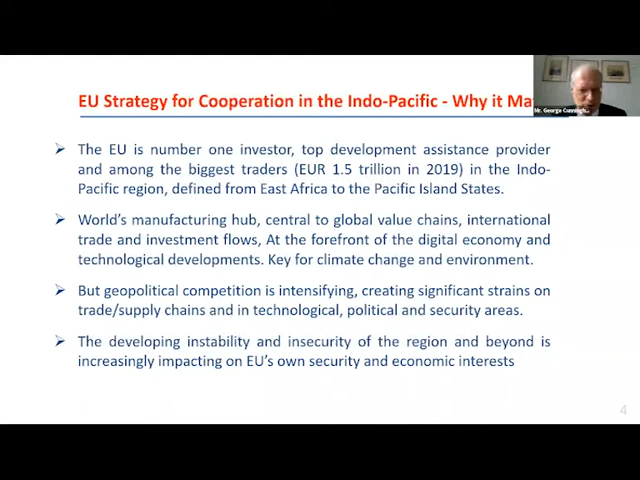 EU Strategy for Cooperation in the Indo-Pacific - Why it Ma
Mr. George Cunningh
➢ The EU is number one investor, top development assistance provider
and among the biggest traders (EUR 1.5 trillion in 2019) in the Indo-
Pacific region, defined from East Africa to the Pacific Island States.
➢ World's manufacturing hub, central to global value chains, international
trade and investment flows, At the forefront of the digital economy and
technological developments. Key for climate change and environment.
➢ But geopolitical competition is intensifying, creating significant strains on
trade/supply chains and in technological, political and security areas.
➢ The developing instability and insecurity of the region and beyond is
increasingly impacting on EU's own security and economic interests
4